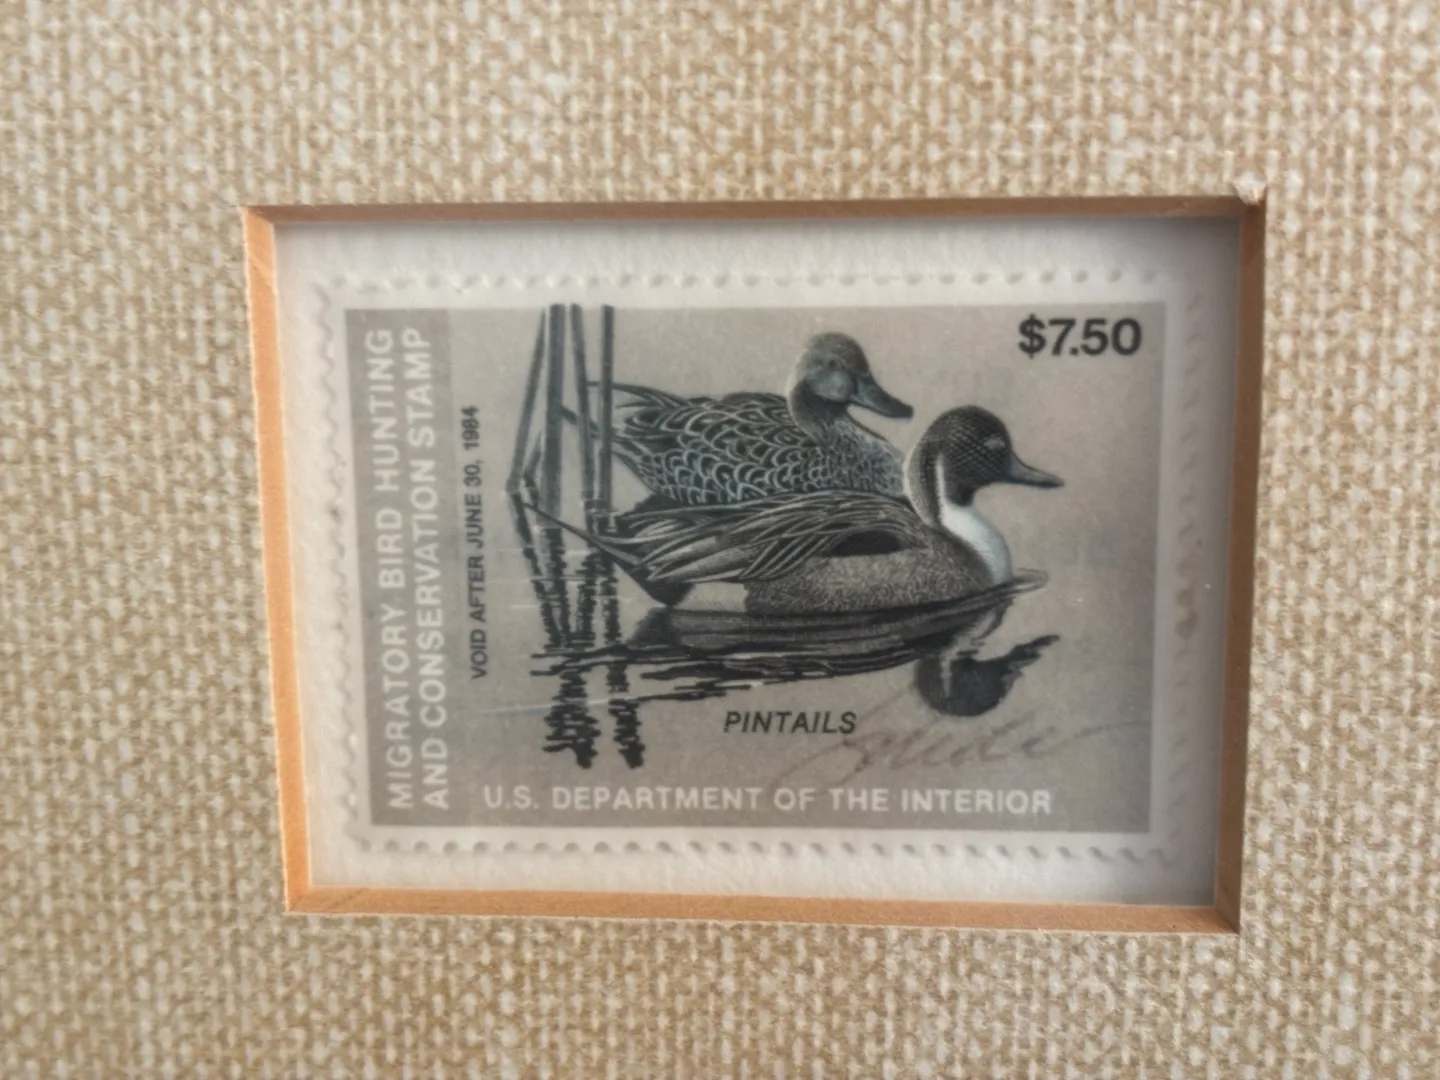 MIGRATORY BIRD HUNTING
AND CONSERVATION STAMP
VOID AFTER JUNE 30, 1984
$7.50
PINTAILS
U.S. DEPARTMENT OF THE INTERIOR